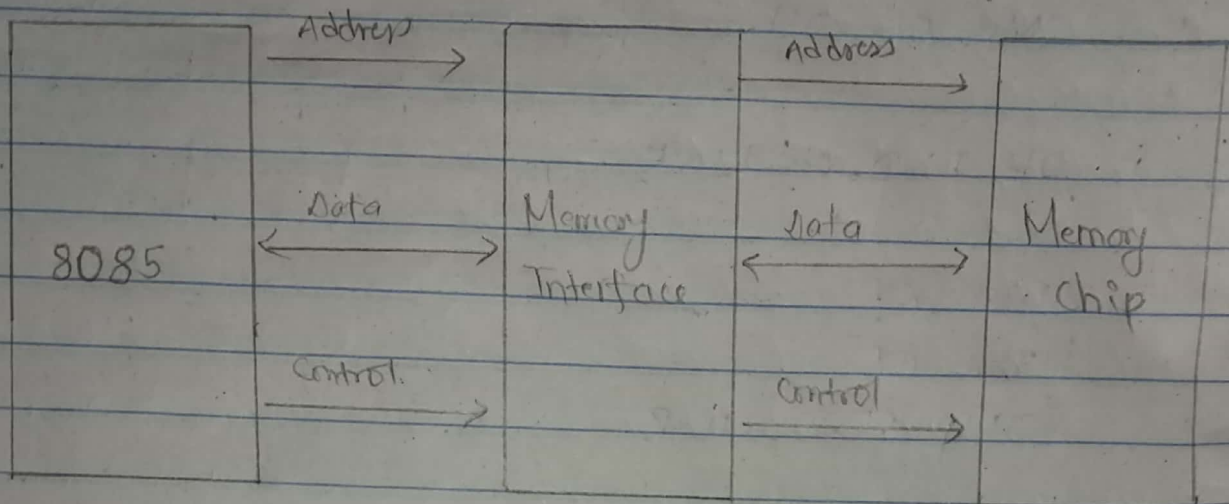 Address
Address
Data
Memory
Interface
Data
Memory
Chip
8085
Control.
Control